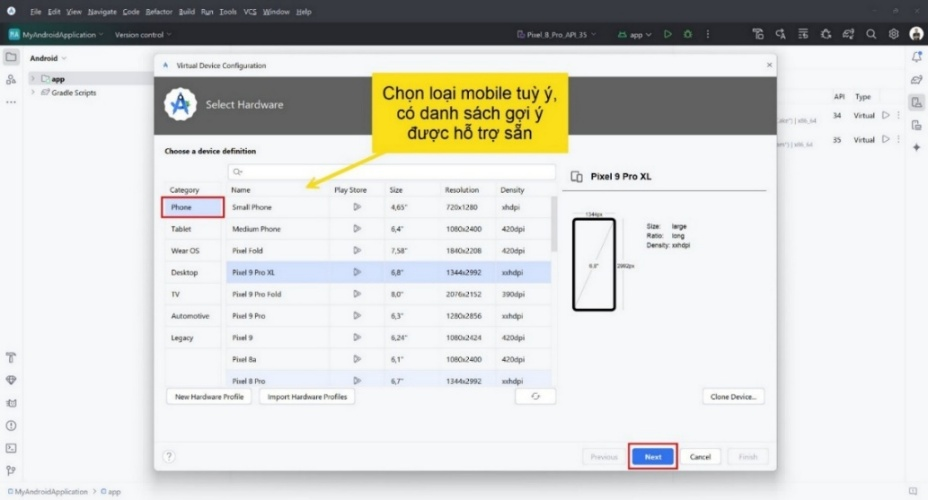 File Edit View Navigate Code Refactor Build Run Tools VCS Window Help
MA MyAndroidApplication Version control Pixel_8_Pro_API_35 app
Android
app
Gradle Scripts
Virtual Device Configuration
Select Hardware
Chọn loại mobile tuỳ ý,
có danh sách gợi ý
được hỗ trợ sẵn
API Type
34 Virtual
35 Virtual
Choose a device definition
Category Name Play Store Size Resolution Density
Phone Small Phone 4,65" 720x1280 xhdpi
Tablet Medium Phone 6,4" 1080x2400 420dpi
Wear OS Pixel Fold 7,58" 1840x2208 420dpi
Desktop Pixel 9 Pro XL 6,8" 1344x2992 xxhdpi
TV Pixel 9 Pro Fold 8,0" 2076x2152 390dpi
Automotive Pixel 9 Pro 6,3" 1280x2856 xxhdpi
Legacy Pixel 9 6,24" 1080x2424 420dpi
Pixel 8a 6,1" 1080x2400 420dpi
Pixel 8 Pro 6,7" 1344x2992 xxhdpi
Pixel 9 Pro XL
1344px
6.8"
2992px
Size: large
Ratio: long
Density: xxhdpi
New Hardware Profile Import Hardware Profiles Clone Device...
? Previous Next Cancel Finish
MyAndroidApplication > app